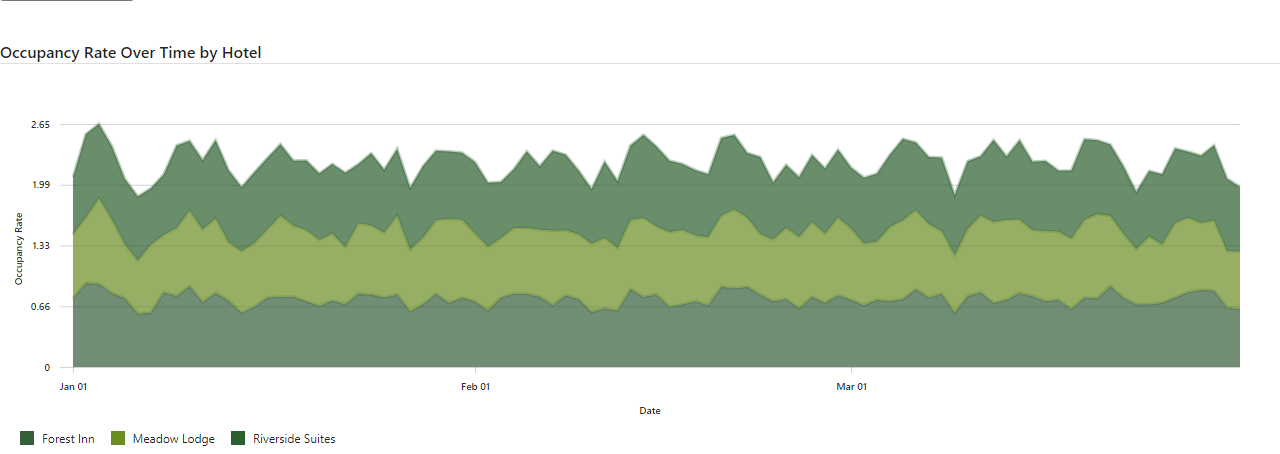 Occupancy Rate Over Time by Hotel
2.65
1.99
1.33
0.66
0
Occupancy Rate
Jan 01 Feb 01 Mar 01
Date
Forest Inn Meadow Lodge Riverside Suites